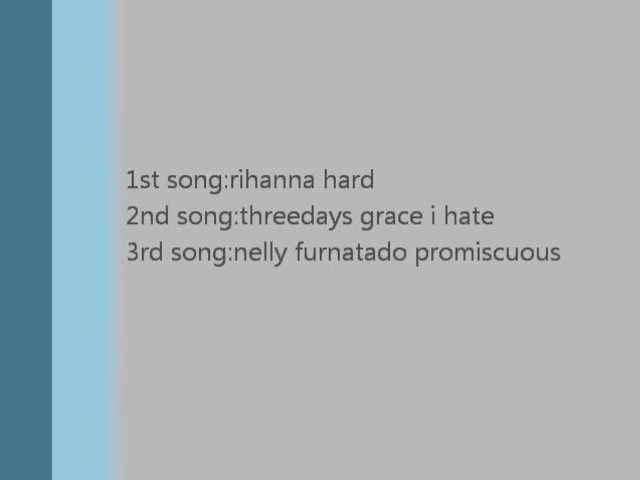 1st song:rihanna hard
2nd song:threedays grace i hate
3rd song:nelly furnatado promiscuous